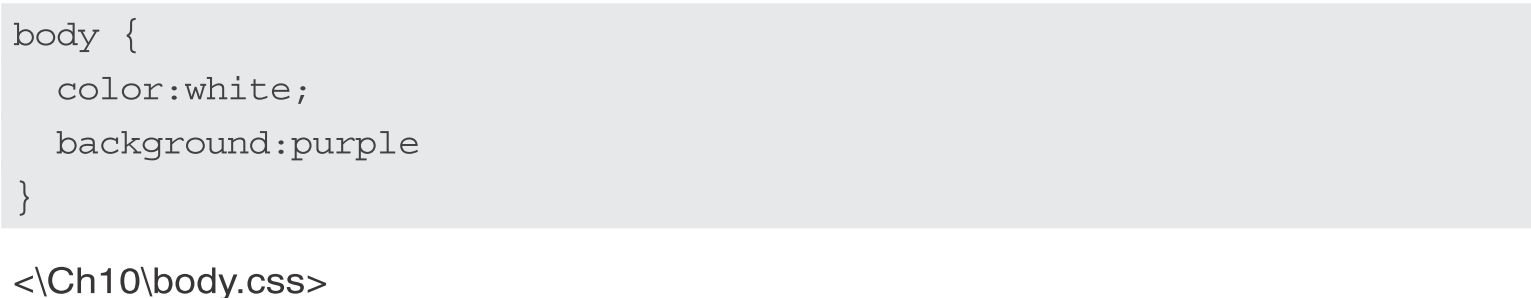 body {
  color:white;
  background:purple
}
<\Ch10\body.css>